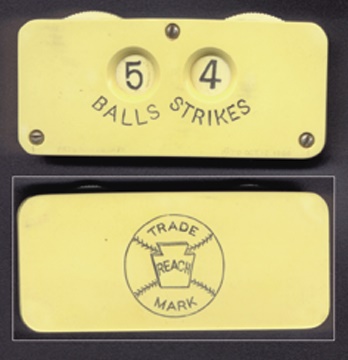 5 4
BALLS STRIKES
TRADE
REACH
MARK